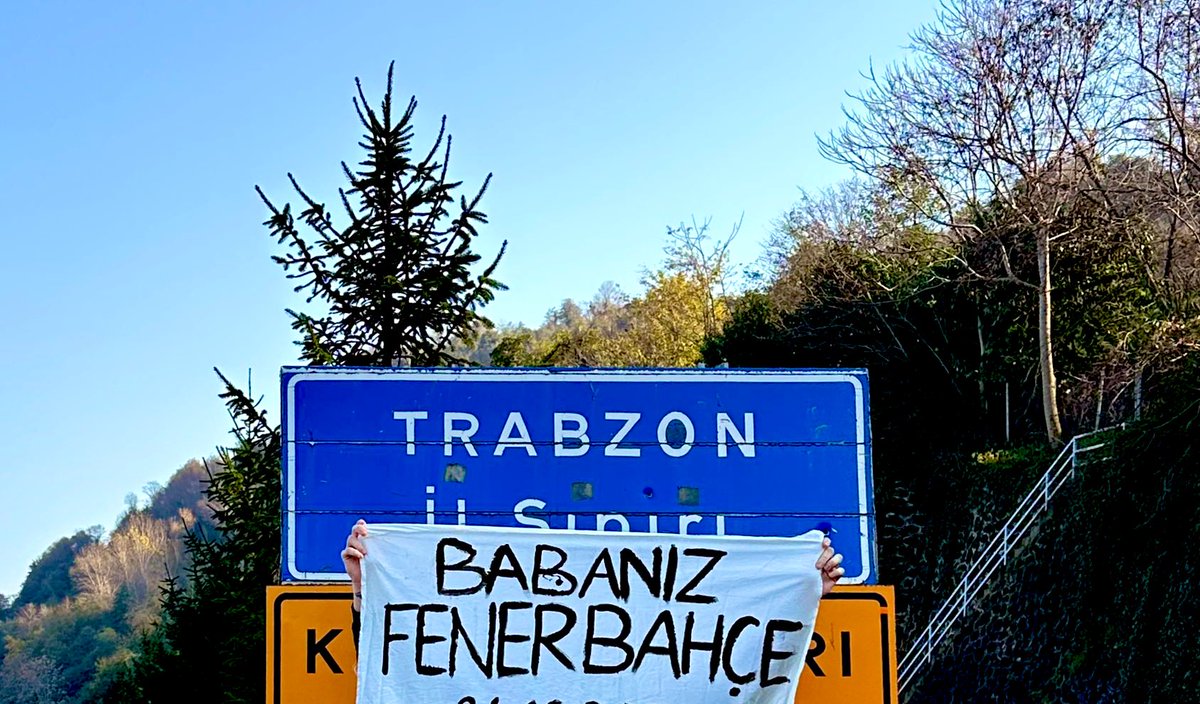 TRABZON
İl Sınırı
BABANIZ
FENERBAHÇE